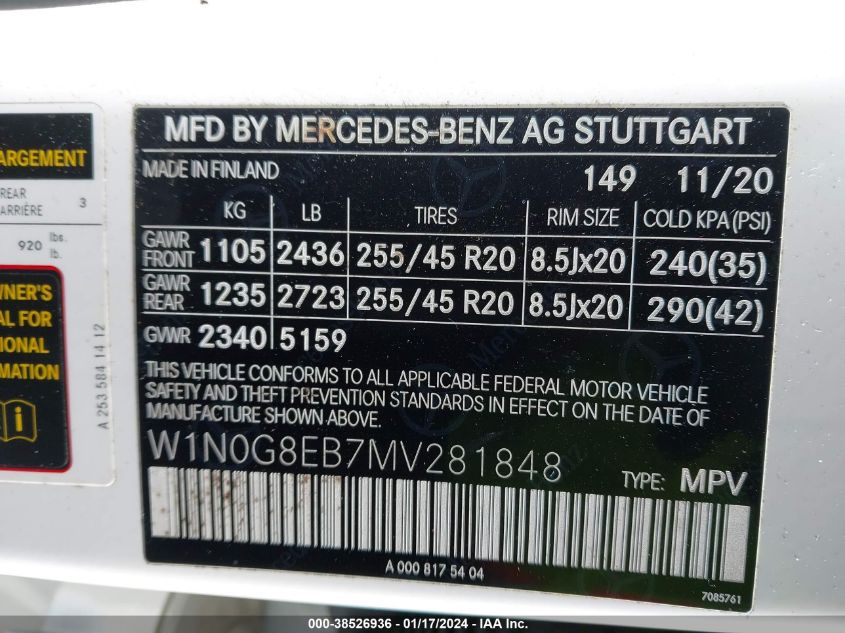 ARGEMENT
REAR
ARRIÈRE 3
920 lbs.
lb.
WNER'S
AL FOR
IONAL
MATION
A 253 584 14 12
MFD BY MERCEDES-BENZ AG STUTTGART
MADE IN FINLAND 149 11/20
KG LB TIRES RIM SIZE COLD KPA (PSI)
GAWR FRONT 1105 2436 255/45 R20 8.5Jx20 240(35)
GAWR REAR 1235 2723 255/45 R20 8.5Jx20 290(42)
GWR 2340 5159
THIS VEHICLE CONFORMS TO ALL APPLICABLE FEDERAL MOTOR VEHICLE
SAFETY AND THEFT PREVENTION STANDARDS IN EFFECT ON THE DATE OF
MANUFACTURE SHOWN ABOVE.
W1N0G8EB7MV281848
TYPE: MPV
A 000 817 54 04
7085761
000-38526936 - 01/17/2024 - IAA Inc.